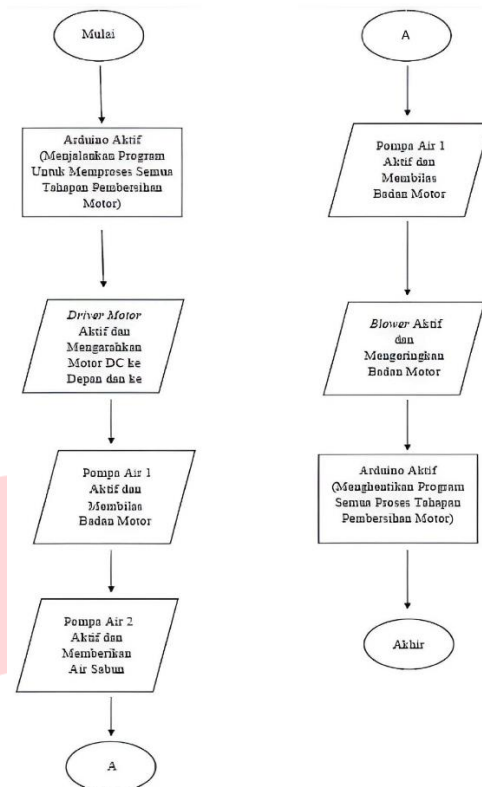 Mulai
Arduino Aktif
(Menjalankan Program
Untuk Memproses Semua
Tahapan Pembersihan
Motor)
Driver Motor
Aktif dan
Mengarahkan
Motor DC ke
Depan dan ke
Pompa Air 1
Aktif dan
Membilas
Badan Motor
Pompa Air 2
Aktif dan
Memberikan
Air Sabun
A
A
Pompa Air 1
Aktif dan
Membilas
Badan Motor
Blower Aktif
dan
Mengeringkan
Badan Motor
Arduino Aktif
(Menghentikan Program
Semua Proses Tahapan
Pembersihan Motor)
Akhir